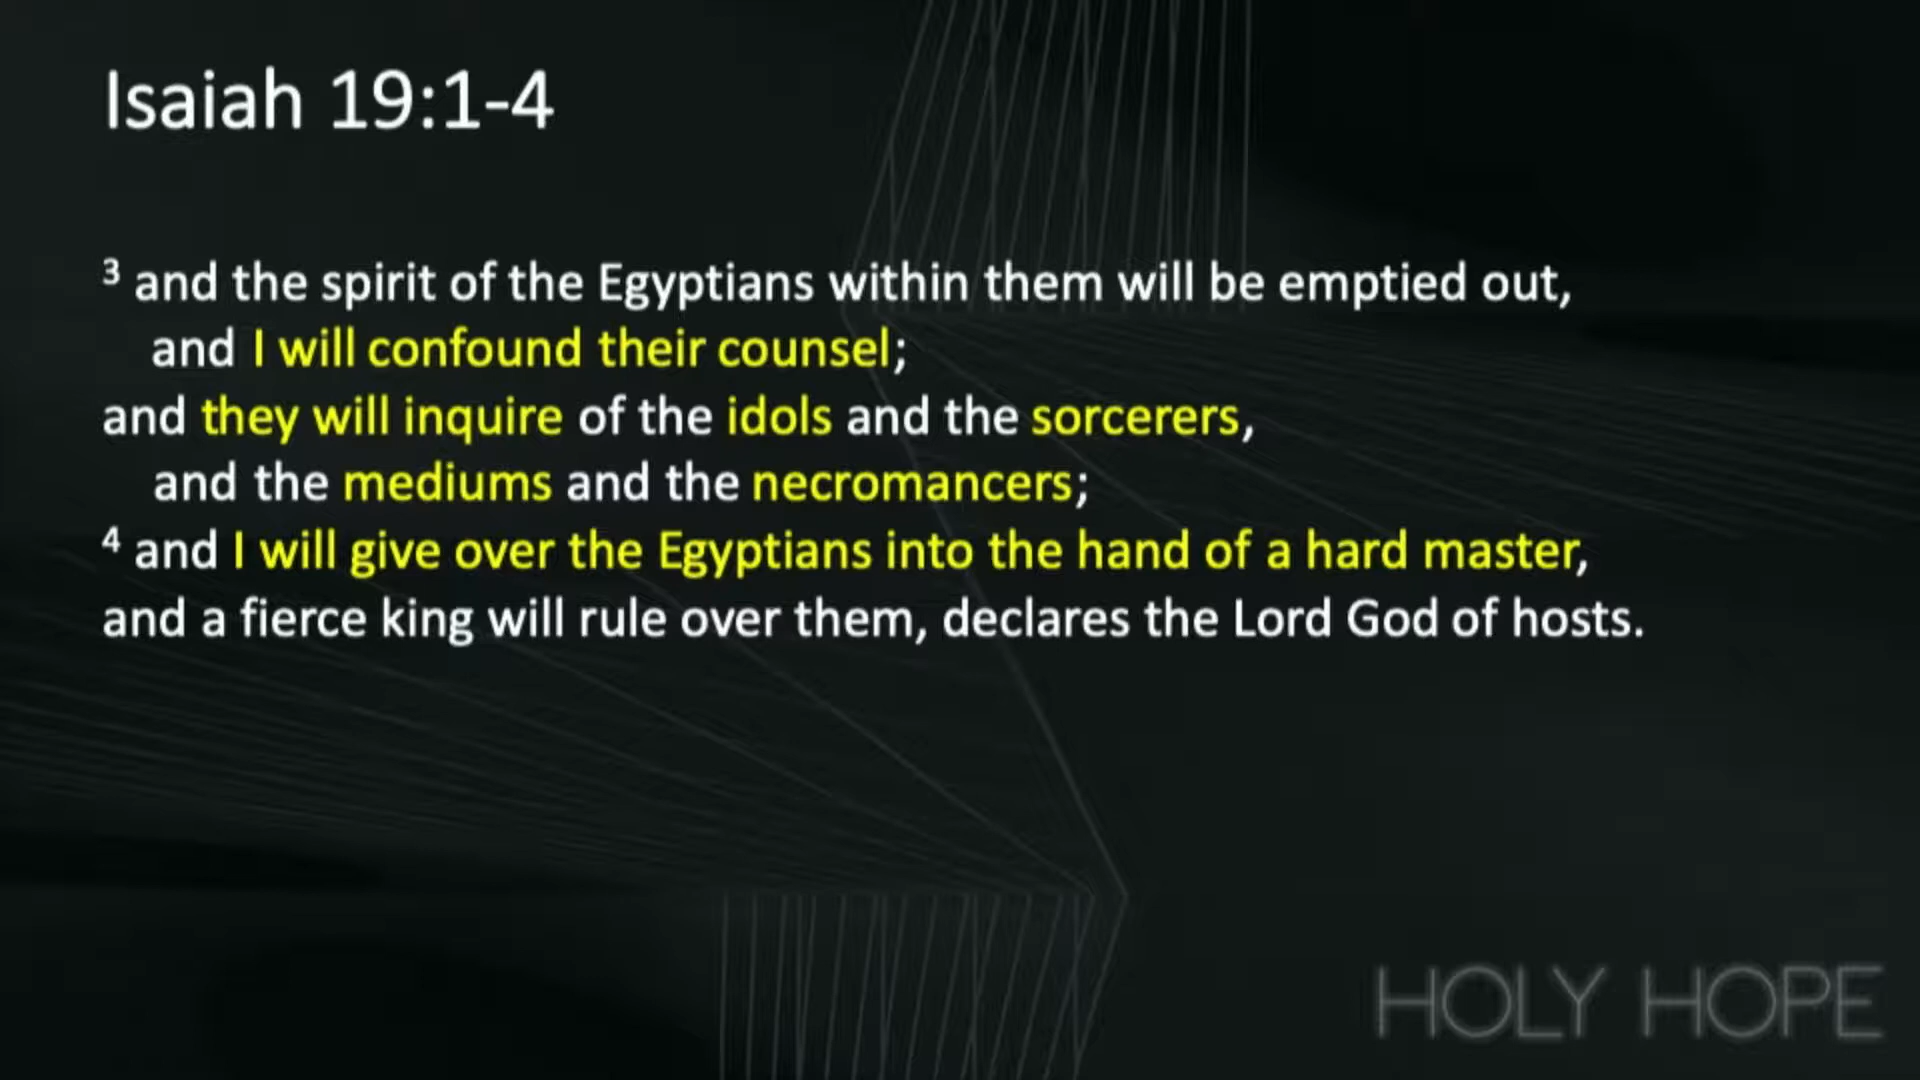 Isaiah 19:1-4
³ and the spirit of the Egyptians within them will be emptied out,
and I will confound their counsel;
and they will inquire of the idols and the sorcerers,
and the mediums and the necromancers;
⁴ and I will give over the Egyptians into the hand of a hard master,
and a fierce king will rule over them, declares the Lord God of hosts.
HOLY HOPE